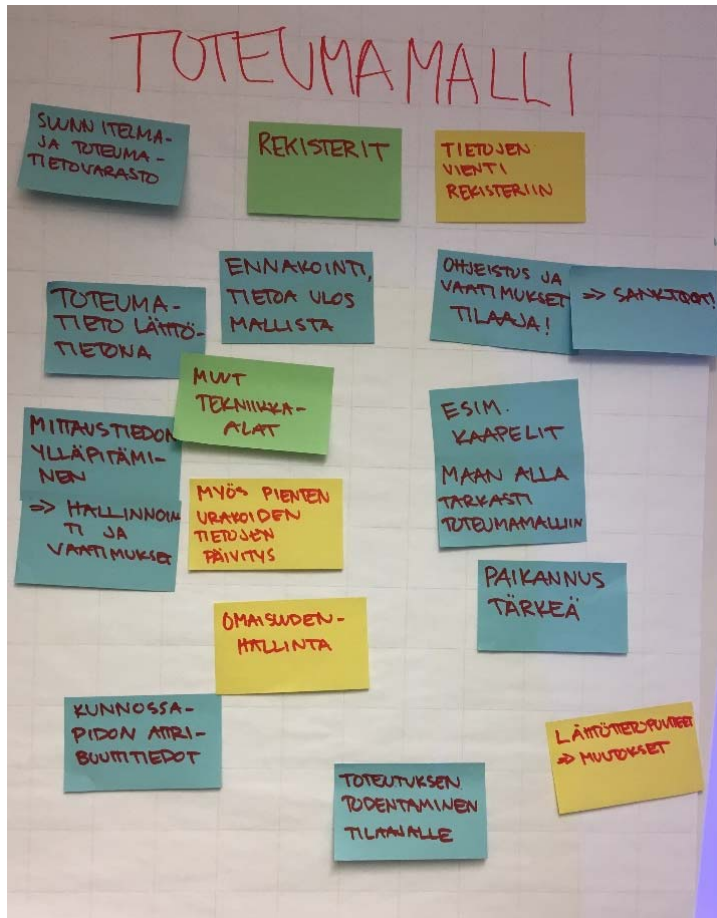 TOTEUMAMALLI
SUUNNITELMA-
JA TOTEUMA-
TIETOVARASTO
REKISTERIT
TIETOJEN
VIENTI
REKISTERIIN
ENNAKOINTI,
TIETOA ULOS
MALLISTA
OHJEISTUS JA
VAATIMUKSET
TILAAJA!
=> SANKTIOT!
TOTEUMA-
TIETO LÄHTÖ-
TIETONA
MUUT
TEKNIIKKA-
ALAT
MITTAUSTIEDON
YLLÄPITÄMI-
NEN
=> HALLINNOIN
TI JA
VAATIMUKSET
ESIM.
KAAPELIT
MAAN ALLA
TARKASTI
TOTEUMAMALLIIN
MYÖS PIENTEN
URAKOIDEN
TIETOJEN
PÄIVITYS
PAIKANNUS
TÄRKEÄ
OMAISUUDEN-
HALLINTA
KUNNOSSA-
PIDON ATTRI-
BUUTTITIEDOT
LÄHTÖTIETOPUUTTEET
=> MUUTOKSET
TOTEUTUKSEN
TODENTAMINEN
TILAAJALLE